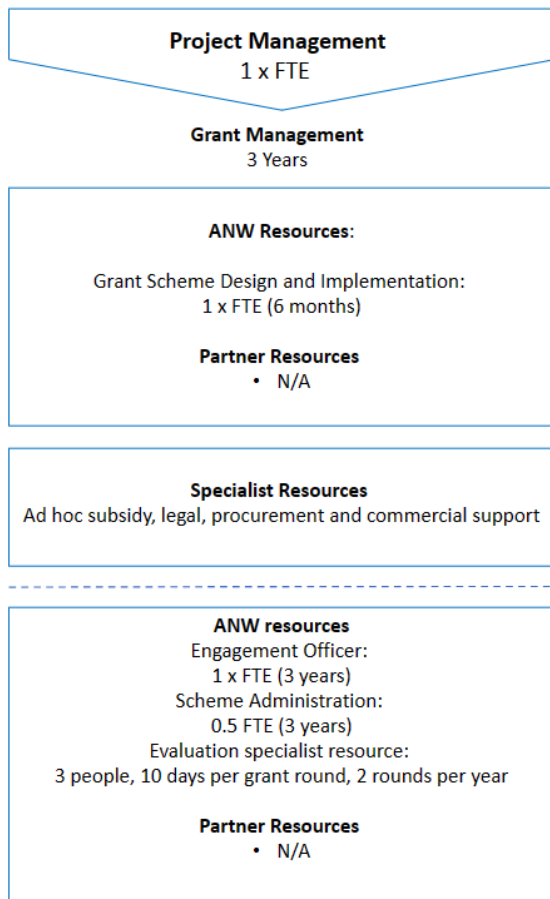 Project Management
1 x FTE
Grant Management
3 Years
ANW Resources:
Grant Scheme Design and Implementation:
1 x FTE (6 months)
Partner Resources
• N/A
Specialist Resources
Ad hoc subsidy, legal, procurement and commercial support
ANW resources
Engagement Officer:
1 x FTE (3 years)
Scheme Administration:
0.5 FTE (3 years)
Evaluation specialist resource:
3 people, 10 days per grant round, 2 rounds per year
Partner Resources
• N/A